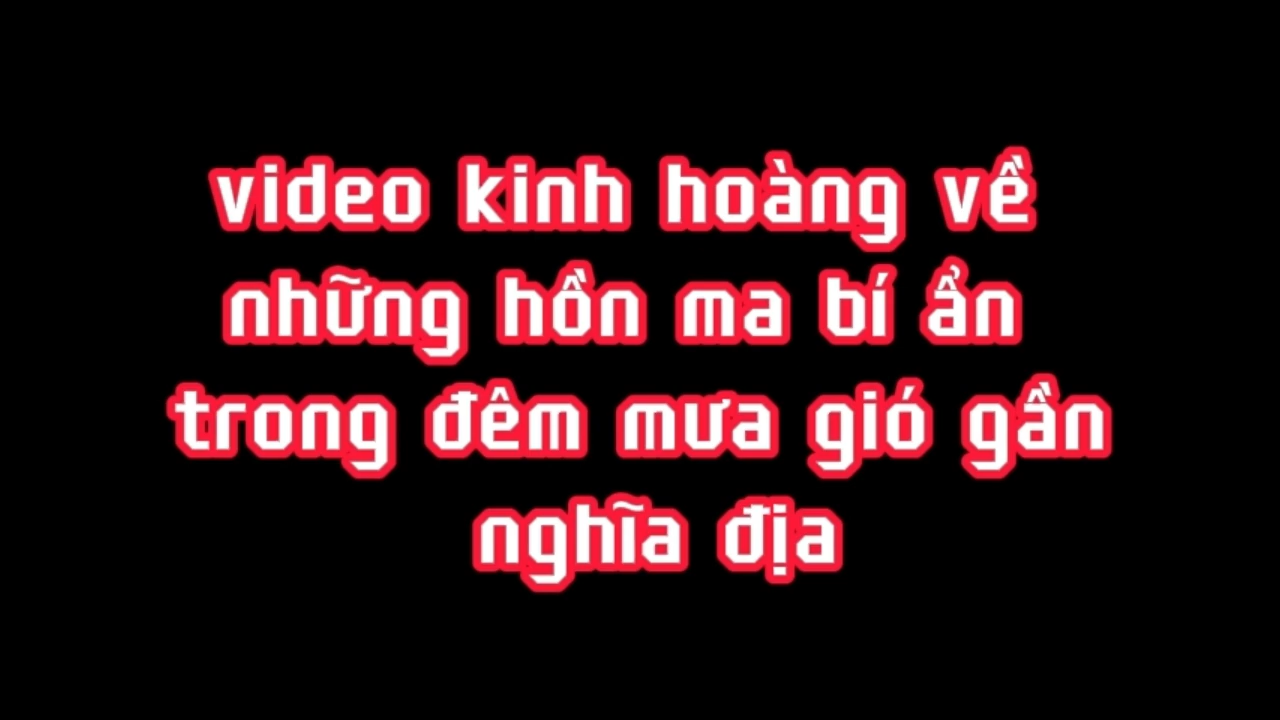 video kinh hoàng về
những hồn ma bí ẩn
trong đêm mưa gió gần
nghĩa địa